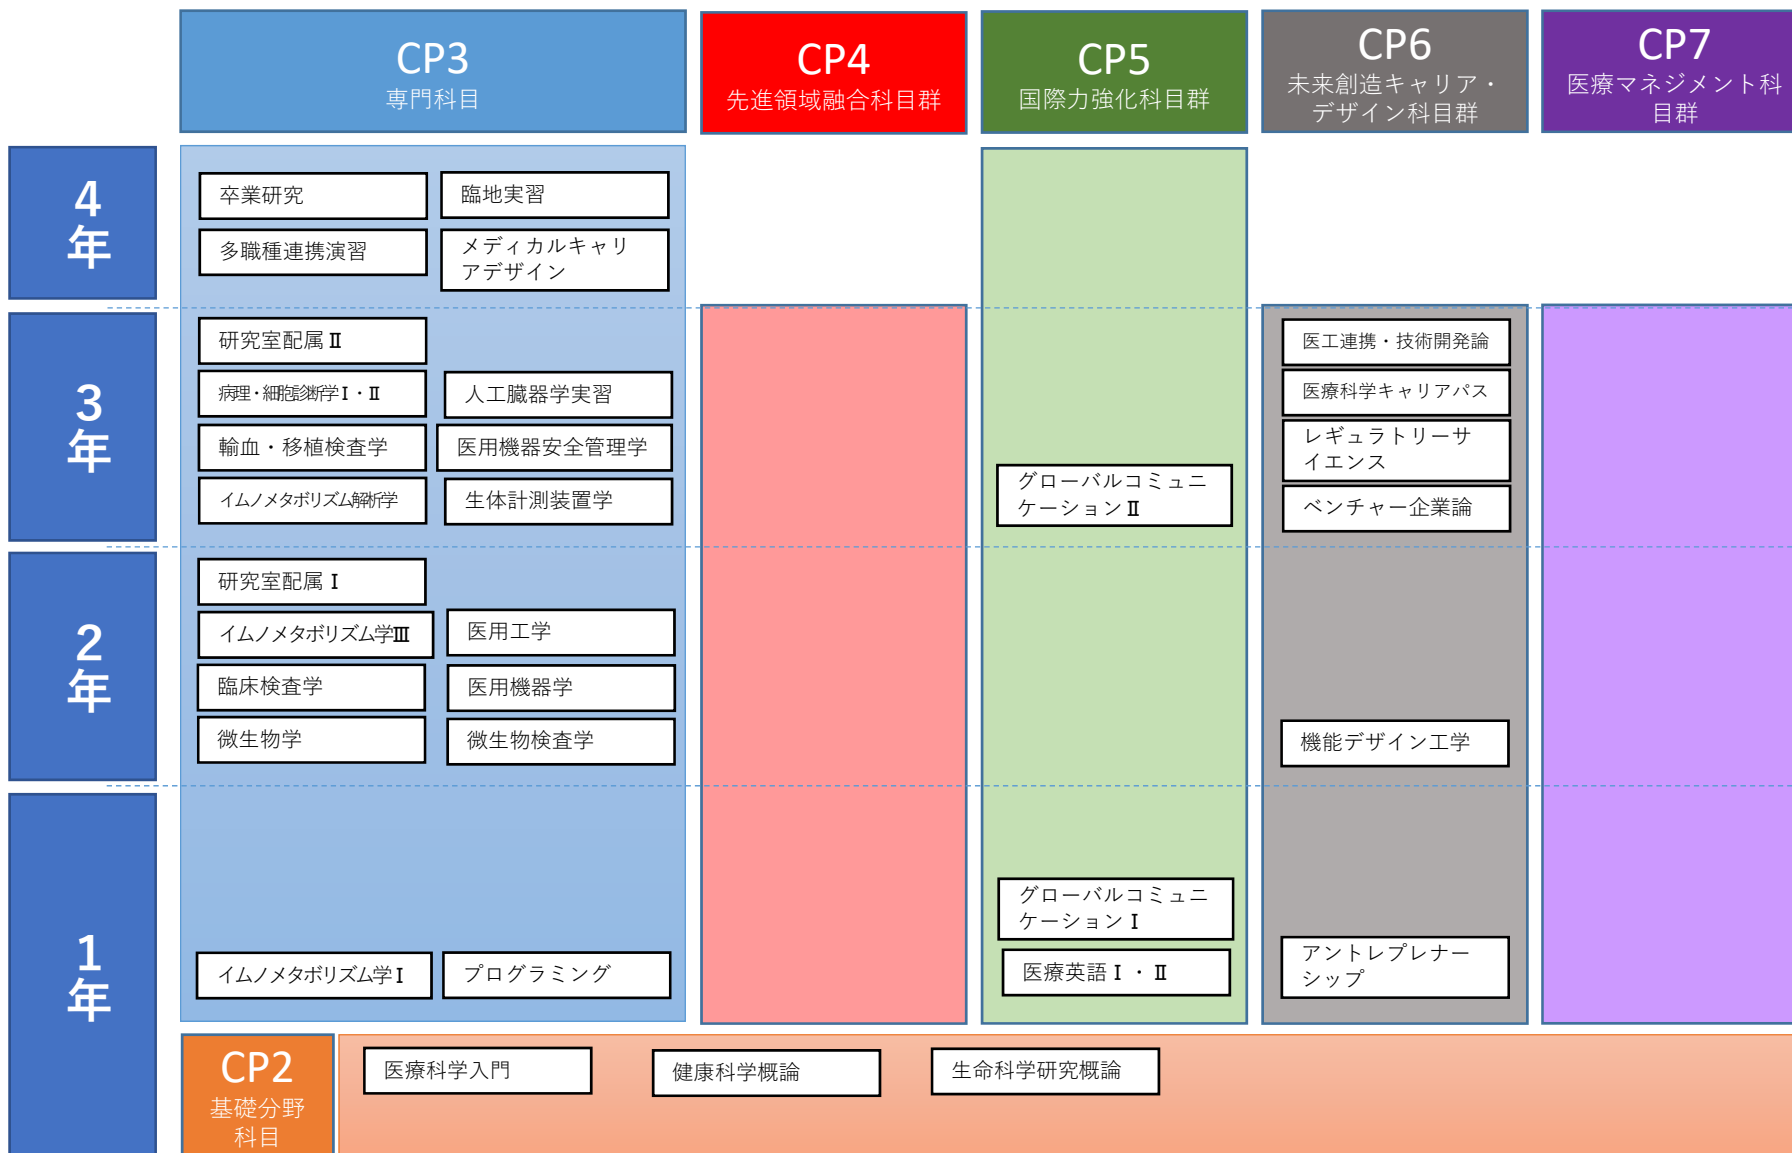 CP3
専門科目
CP4
先進領域融合科目群
CP5
国際力強化科目群
CP6
未来創造キャリア・
デザイン科目群
CP7
医療マネジメント科
目群
4
年
卒業研究
臨地実習
多職種連携演習
メディカルキャリ
アデザイン
3
年
研究室配属Ⅱ
病理・細胞診断学Ⅰ・Ⅱ
人工臓器学実習
輸血・移植検査学
医用機器安全管理学
イムノメタボリズム解析学
生体計測装置学
グローバルコミュニ
ケーションⅡ
医工連携・技術開発論
医療科学キャリアパス
レギュラトリーサ
イエンス
ベンチャー企業論
2
年
研究室配属Ⅰ
イムノメタボリズム学Ⅲ
医用工学
臨床検査学
医用機器学
微生物学
微生物検査学
機能デザイン工学
1
年
イムノメタボリズム学Ⅰ
プログラミング
グローバルコミュニ
ケーションⅠ
医療英語Ⅰ・Ⅱ
アントレプレナー
シップ
CP2
基礎分野
科目
医療科学入門
健康科学概論
生命科学研究概論